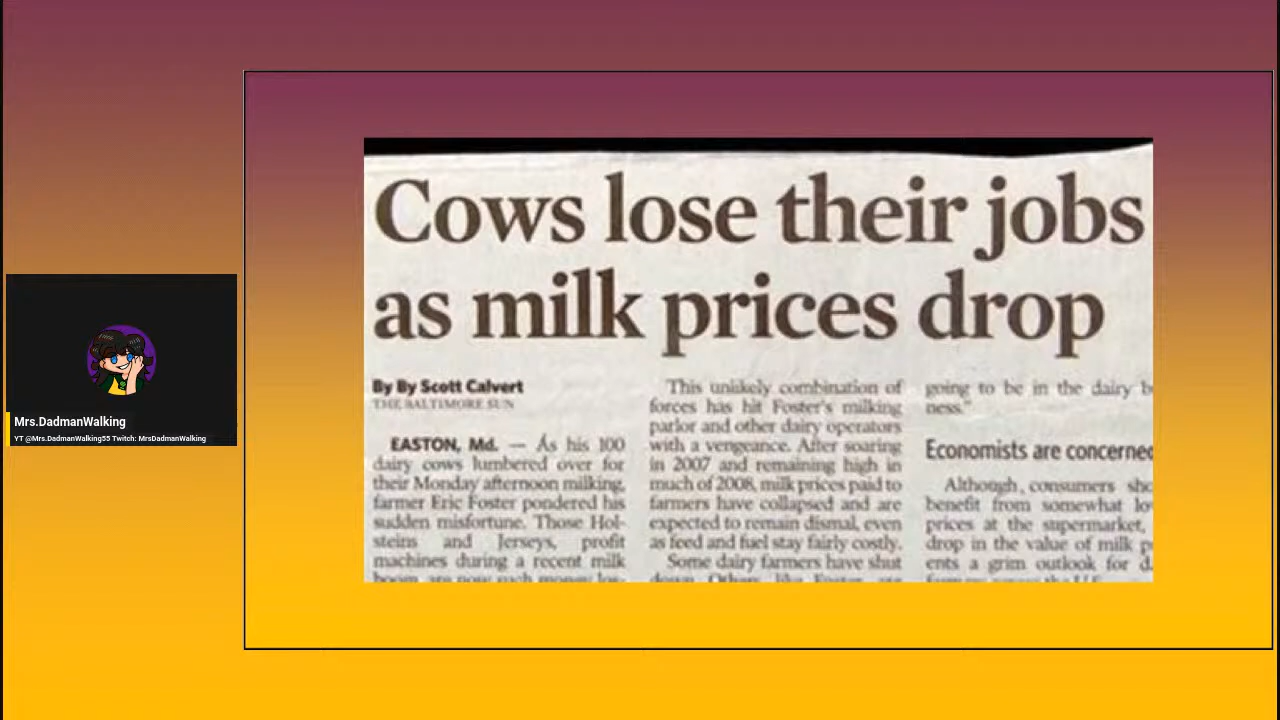 Cows lose their jobs
as milk prices drop
By By Scott Calvert
THE BALTIMORE SUN
EASTON, Md. — As his 100
dairy cows lumbered over for
their Monday afternoon milking,
farmer Eric Foster pondered his
sudden misfortune. Those Hol-
steins and Jerseys, profit
machines during a recent milk
This unlikely combination of
forces has hit Foster's milking
parlor and other dairy operators
with a vengeance. After soaring
in 2007 and remaining high in
much of 2008, milk prices paid to
farmers have collapsed and are
expected to remain dismal, even
as feed and fuel stay fairly costly.
Some dairy farmers have shut
going to be in the dairy b
ness."
Economists are concerned
Although, consumers sho
benefit from somewhat lo
prices at the supermarket,
drop in the value of milk p
ents a grim outlook for d
Mrs.DadmanWalking
YT @Mrs.DadmanWalking55 Twitch: MrsDadmanWalking